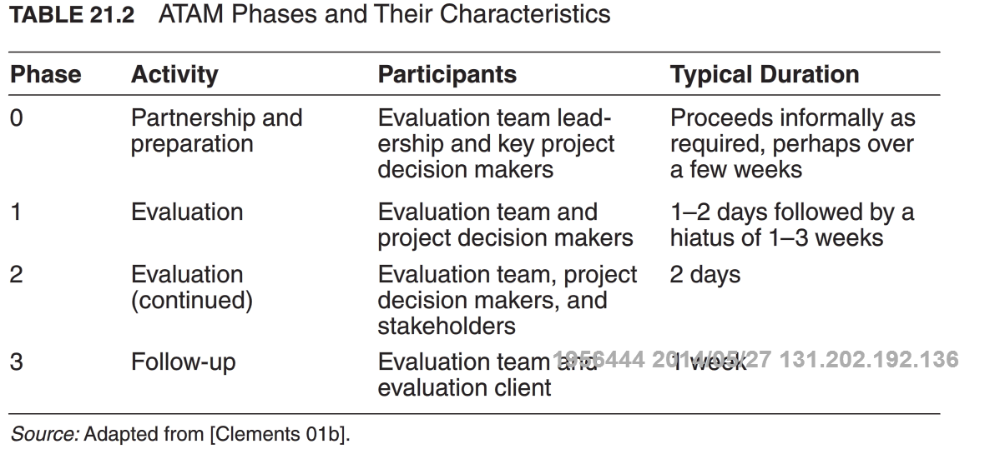 TABLE 21.2 ATAM Phases and Their Characteristics
Phase Activity Participants Typical Duration
0 Partnership and Evaluation team lead- Proceeds informally as
preparation ership and key project required, perhaps over
decision makers a few weeks
1 Evaluation Evaluation team and 1–2 days followed by a
project decision makers hiatus of 1–3 weeks
2 Evaluation Evaluation team, project 2 days
(continued) decision makers, and
stakeholders
3 Follow-up Evaluation team and 1 week
1956444 2014/05/27 131.202.192.136
evaluation client
Source: Adapted from [Clements 01b].